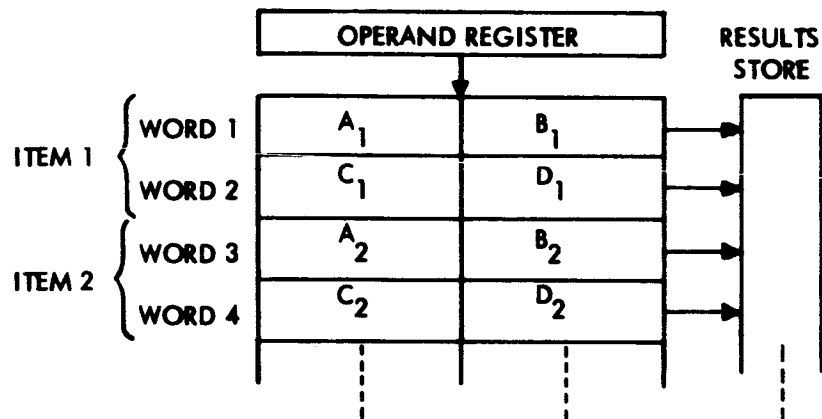 OPERAND REGISTER
RESULTS
STORE
ITEM 1
WORD 1
A₁
B₁
WORD 2
C₁
D₁
ITEM 2
WORD 3
A₂
B₂
WORD 4
C₂
D₂